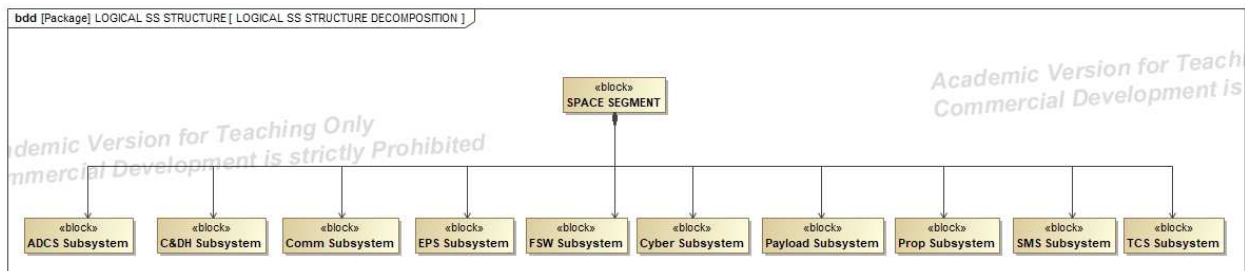 bdd [Package] LOGICAL SS STRUCTURE [ LOGICAL SS STRUCTURE DECOMPOSITION ]
Academic Version for Teachi
Commercial Development is
«block»
SPACE SEGMENT
ademic Version for Teaching Only
mmercial Development is strictly Prohibited
«block»
ADCS Subsystem
«block»
C&DH Subsystem
«block»
Comm Subsystem
«block»
EPS Subsystem
«block»
FSW Subsystem
«block»
Cyber Subsystem
«block»
Payload Subsystem
«block»
Prop Subsystem
«block»
SMS Subsystem
«block»
TCS Subsystem